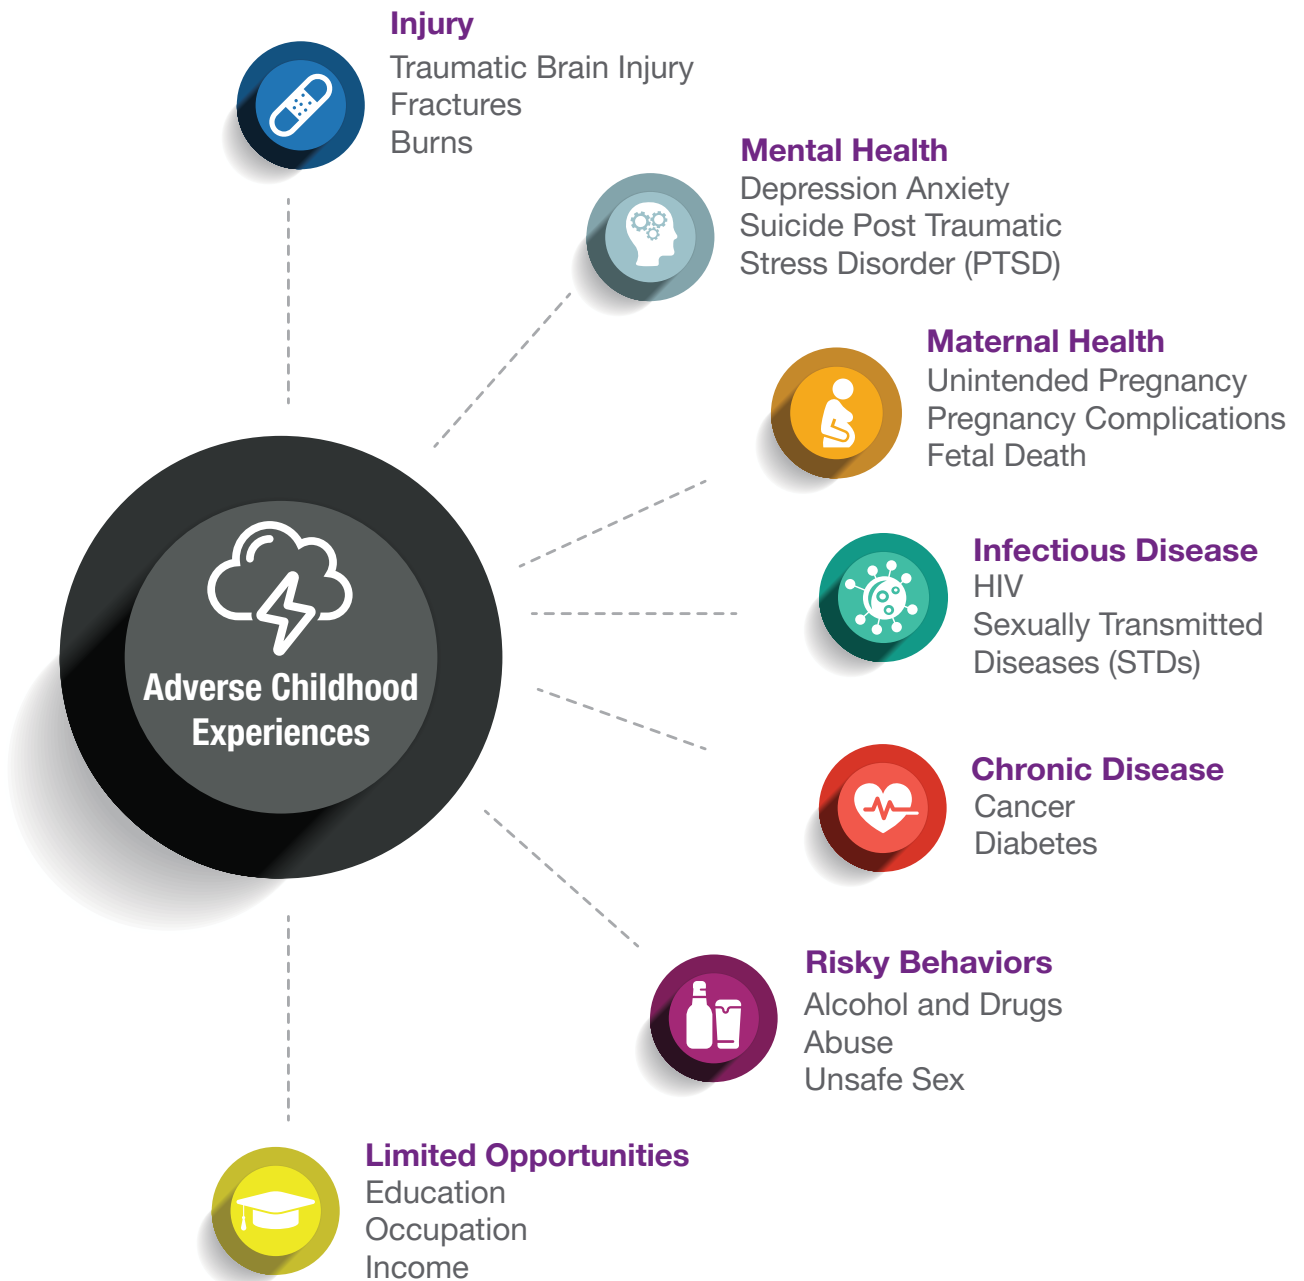 Injury
Traumatic Brain Injury
Fractures
Burns
Mental Health
Depression Anxiety
Suicide Post Traumatic
Stress Disorder (PTSD)
Maternal Health
Unintended Pregnancy
Pregnancy Complications
Fetal Death
Infectious Disease
HIV
Sexually Transmitted
Diseases (STDs)
Adverse Childhood
Experiences
Chronic Disease
Cancer
Diabetes
Risky Behaviors
Alcohol and Drugs
Abuse
Unsafe Sex
Limited Opportunities
Education
Occupation
Income